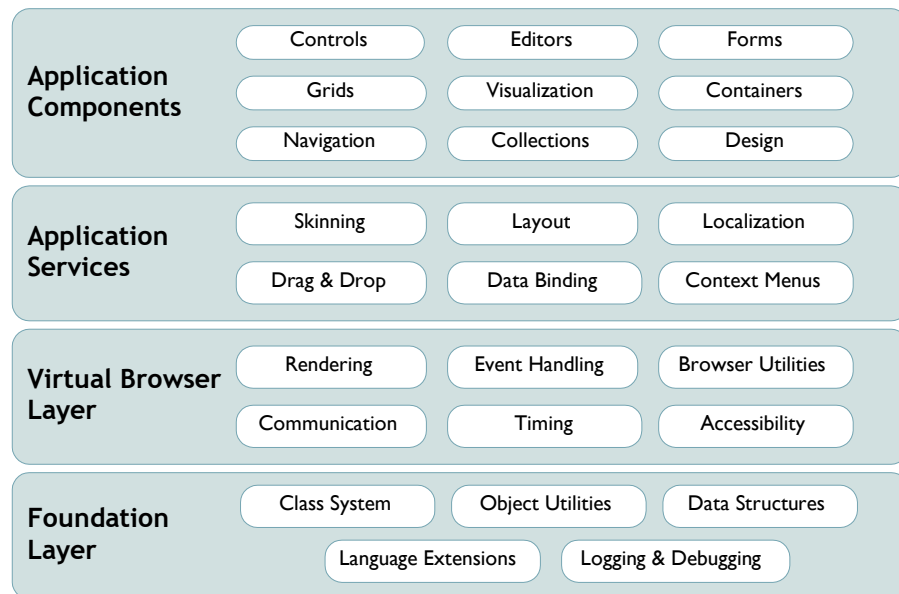 Application
Components
Controls
Editors
Forms
Grids
Visualization
Containers
Navigation
Collections
Design
Application
Services
Skinning
Layout
Localization
Drag & Drop
Data Binding
Context Menus
Virtual Browser
Layer
Rendering
Event Handling
Browser Utilities
Communication
Timing
Accessibility
Foundation
Layer
Class System
Object Utilities
Data Structures
Language Extensions
Logging & Debugging